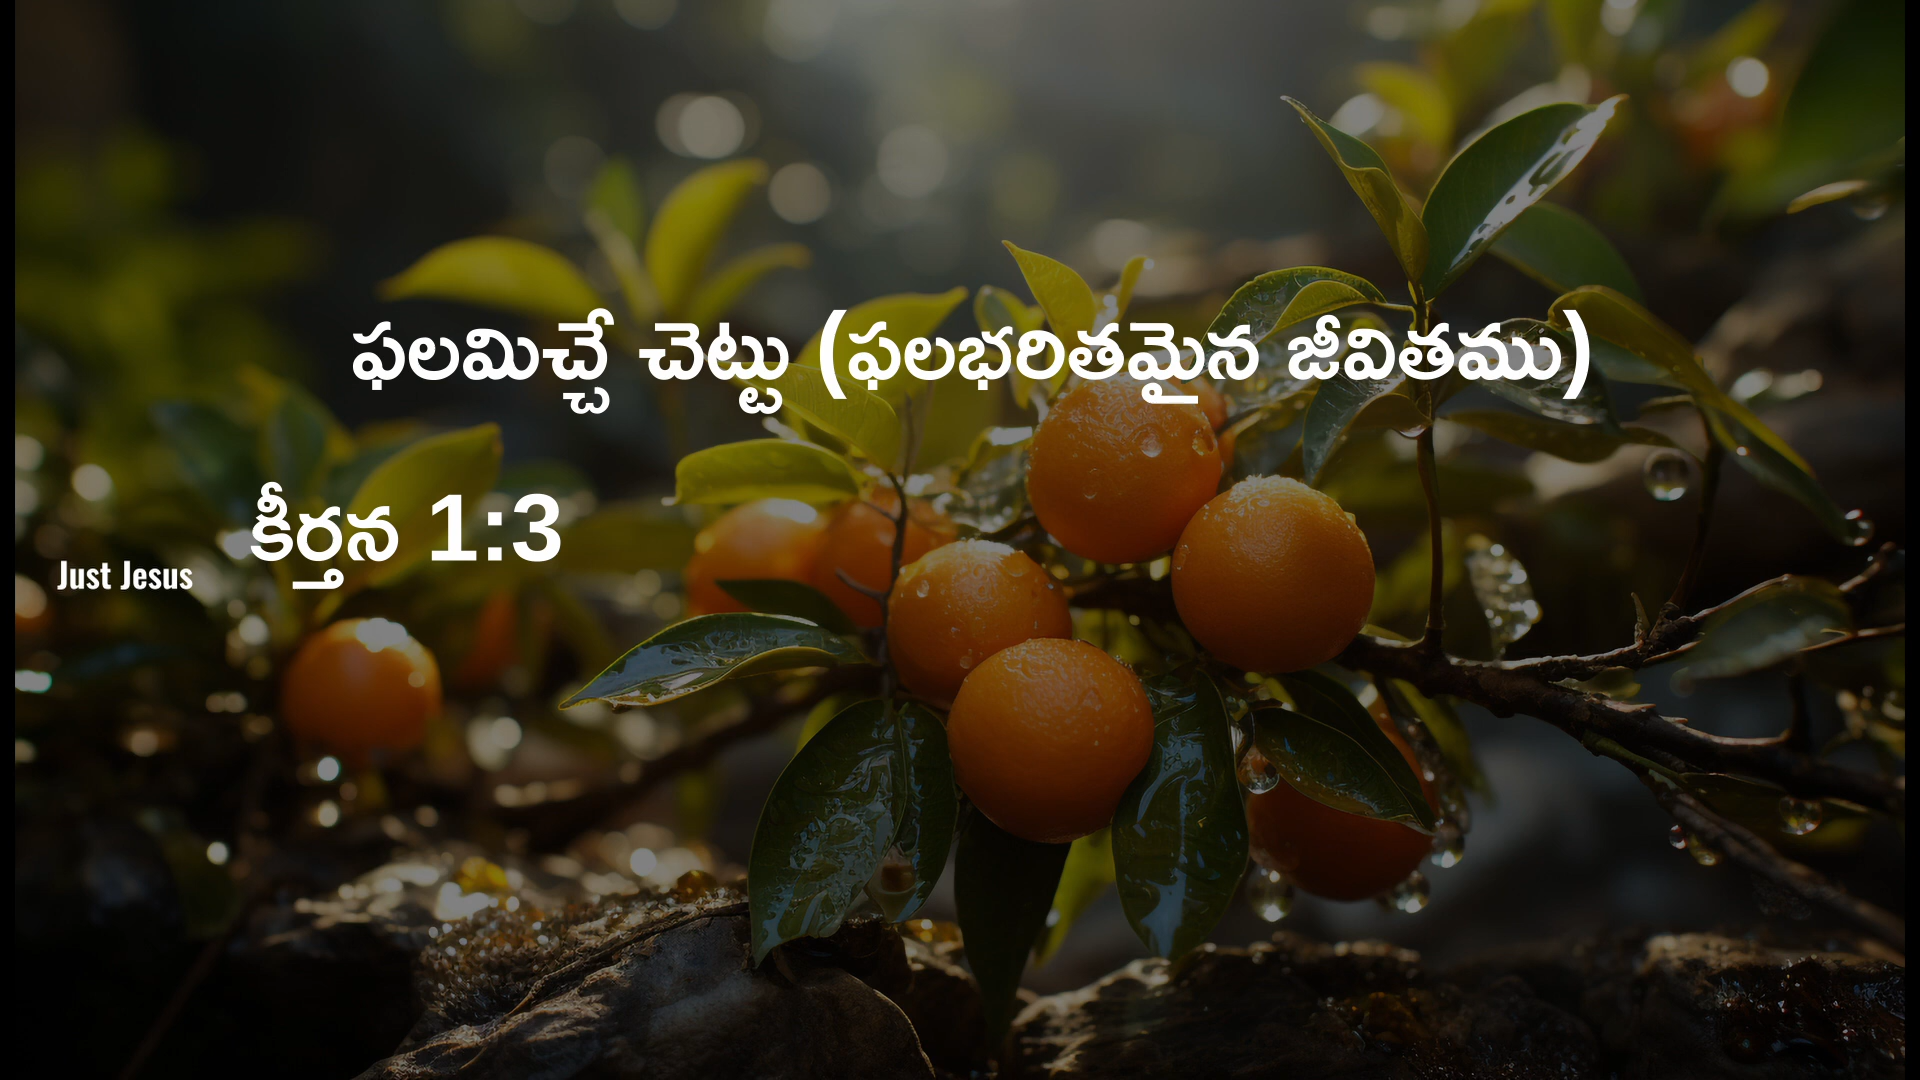 ఫలమిచ్చే చెట్టు (ఫలభరితమైన జీవితము)
కీర్తన 1:3
Just Jesus